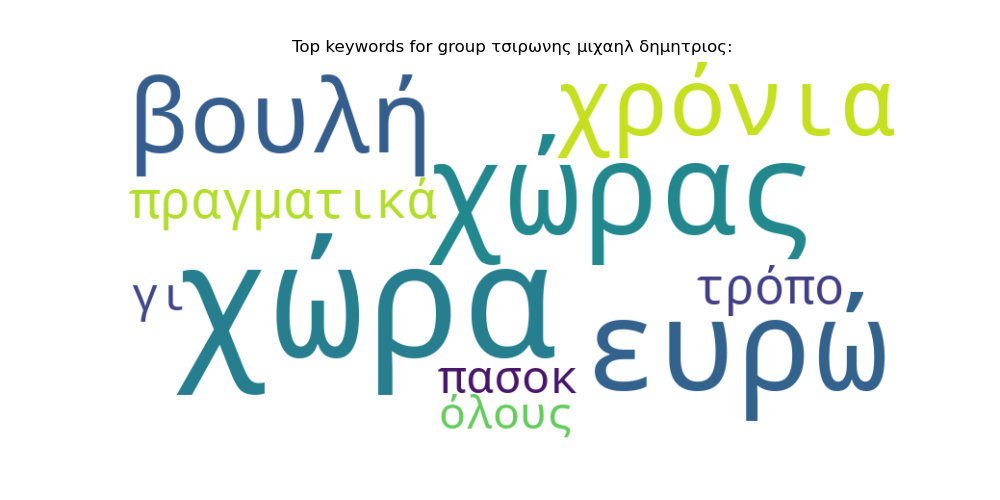 Top keywords for group τσιρωνης μιχαηλ δημητριος:
βουλή
χρόνια
χώρας
πραγματικά
χώρα
γι
τρόπο
ευρώ
πασοκ
όλους